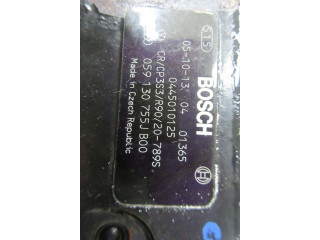 615
05-10-13 04 01365
BOSCH
0445010125
CR/CP3S3/R90/20-789S
059 130 755J B00
Made in Czech Republic